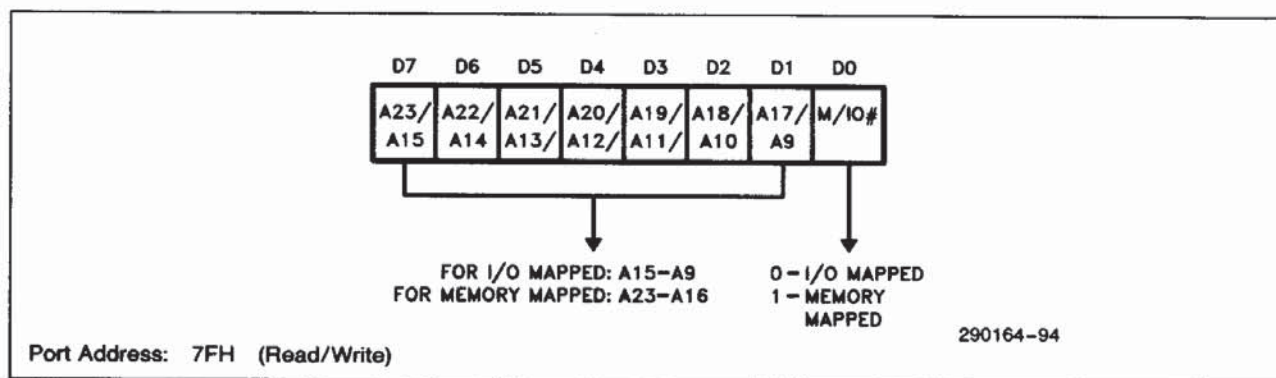 D7 D6 D5 D4 D3 D2 D1 D0
A23/ A22/ A21/ A20/ A19/ A18/ A17/ M/IO#
A15 A14 A13/ A12/ A11/ A10 A9
FOR I/O MAPPED: A15-A9
FOR MEMORY MAPPED: A23-A16
0-I/O MAPPED
1-MEMORY
MAPPED
290164-94
Port Address: 7FH (Read/Write)